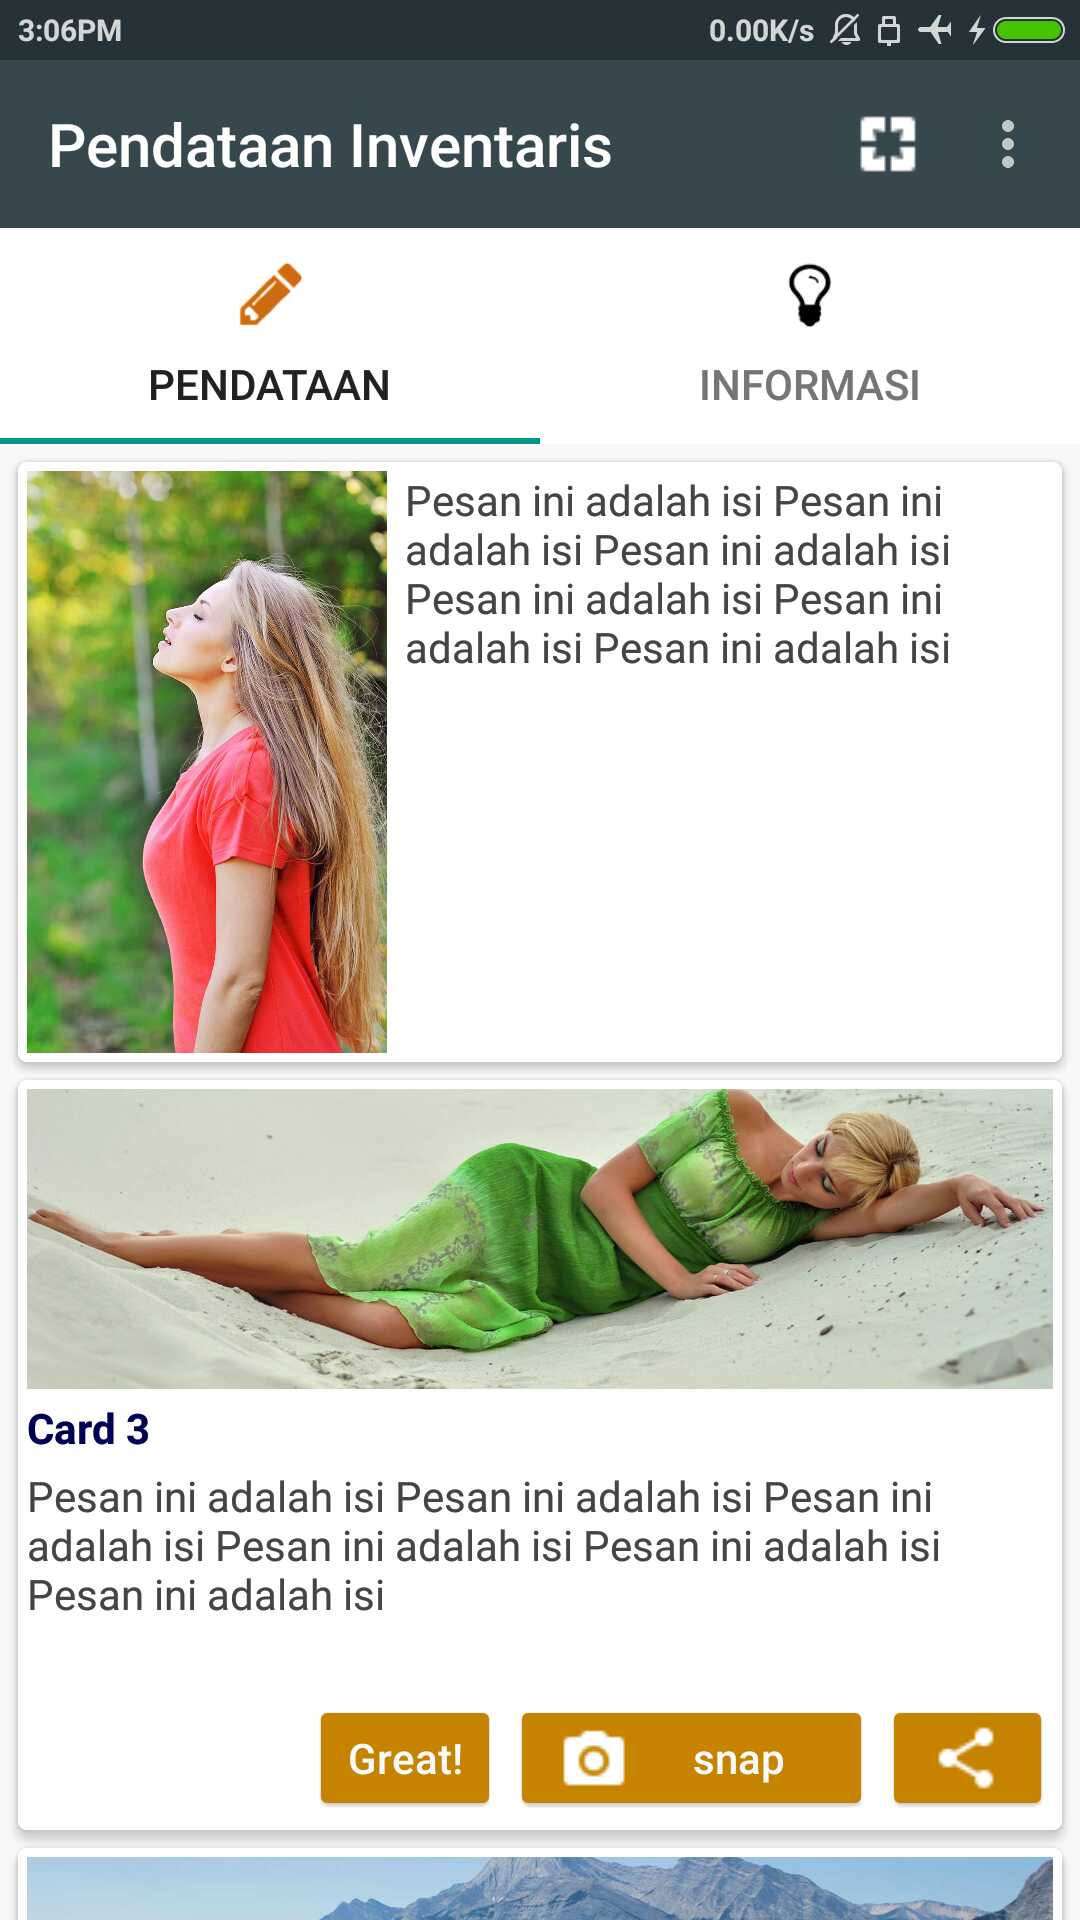 3:06PM
0.00K/s
Pendataan Inventaris
PENDATAAN
INFORMASI
Pesan ini adalah isi Pesan ini
adalah isi Pesan ini adalah isi
Pesan ini adalah isi Pesan ini
adalah isi Pesan ini adalah isi
Card 3
Pesan ini adalah isi Pesan ini adalah isi Pesan ini
adalah isi Pesan ini adalah isi Pesan ini adalah isi
Pesan ini adalah isi
Great!
snap